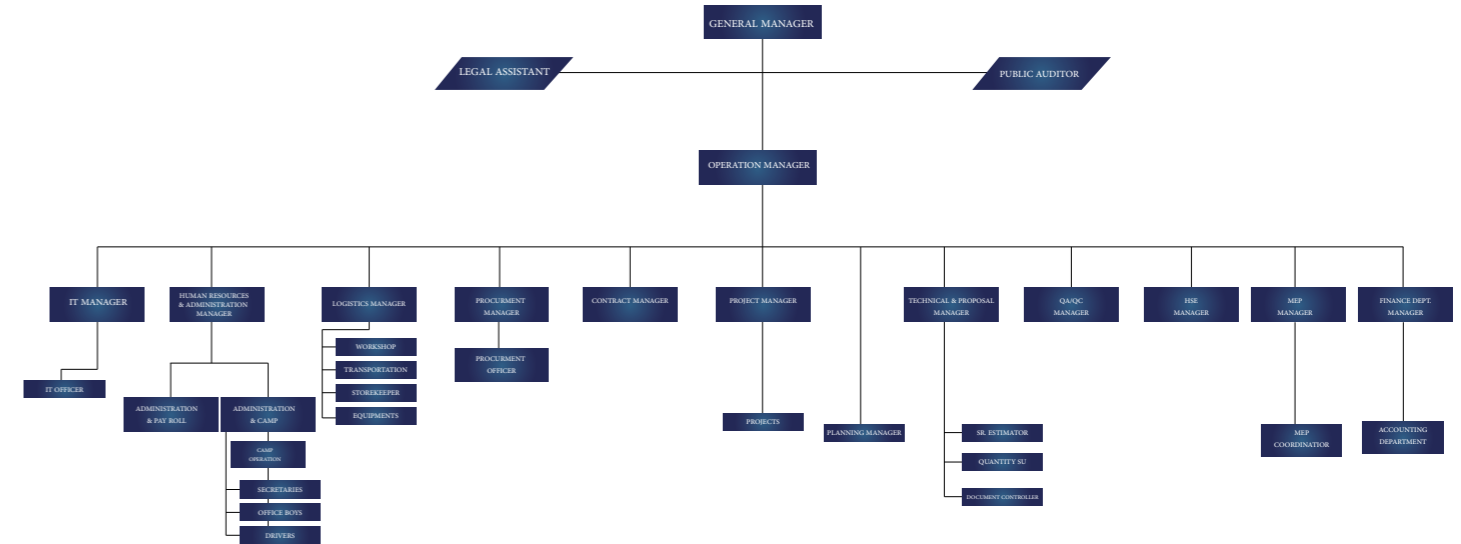 GENERAL MANAGER
LEGAL ASSISTANT
PUBLIC AUDITOR
OPERATION MANAGER
IT MANAGER
HUMAN RESOURCES
& ADMINISTRATION
MANAGER
LOGISTICS MANAGER
PROCURMENT
MANAGER
CONTRACT MANAGER
PROJECT MANAGER
TECHNICAL & PROPOSAL
MANAGER
QA/QC
MANAGER
HSE
MANAGER
MEP
MANAGER
FINANCE DEPT.
MANAGER
WORKSHOP
TRANSPORTATION
STOREKEEPER
EQUIPMENTS
PROCURMENT
OFFICER
IT OFFICER
ADMINISTRATION
& PAY ROLL
ADMINISTRATION
& CAMP
CAMP
OPERATION
SECRETARIES
OFFICE BOYS
DRIVERS
PROJECTS
PLANNING MANAGER
SR. ESTIMATOR
QUANTITY SU
DOCUMENT CONTROLLER
MEP
COORDINATIOR
ACCOUNTING
DEPARTMENT